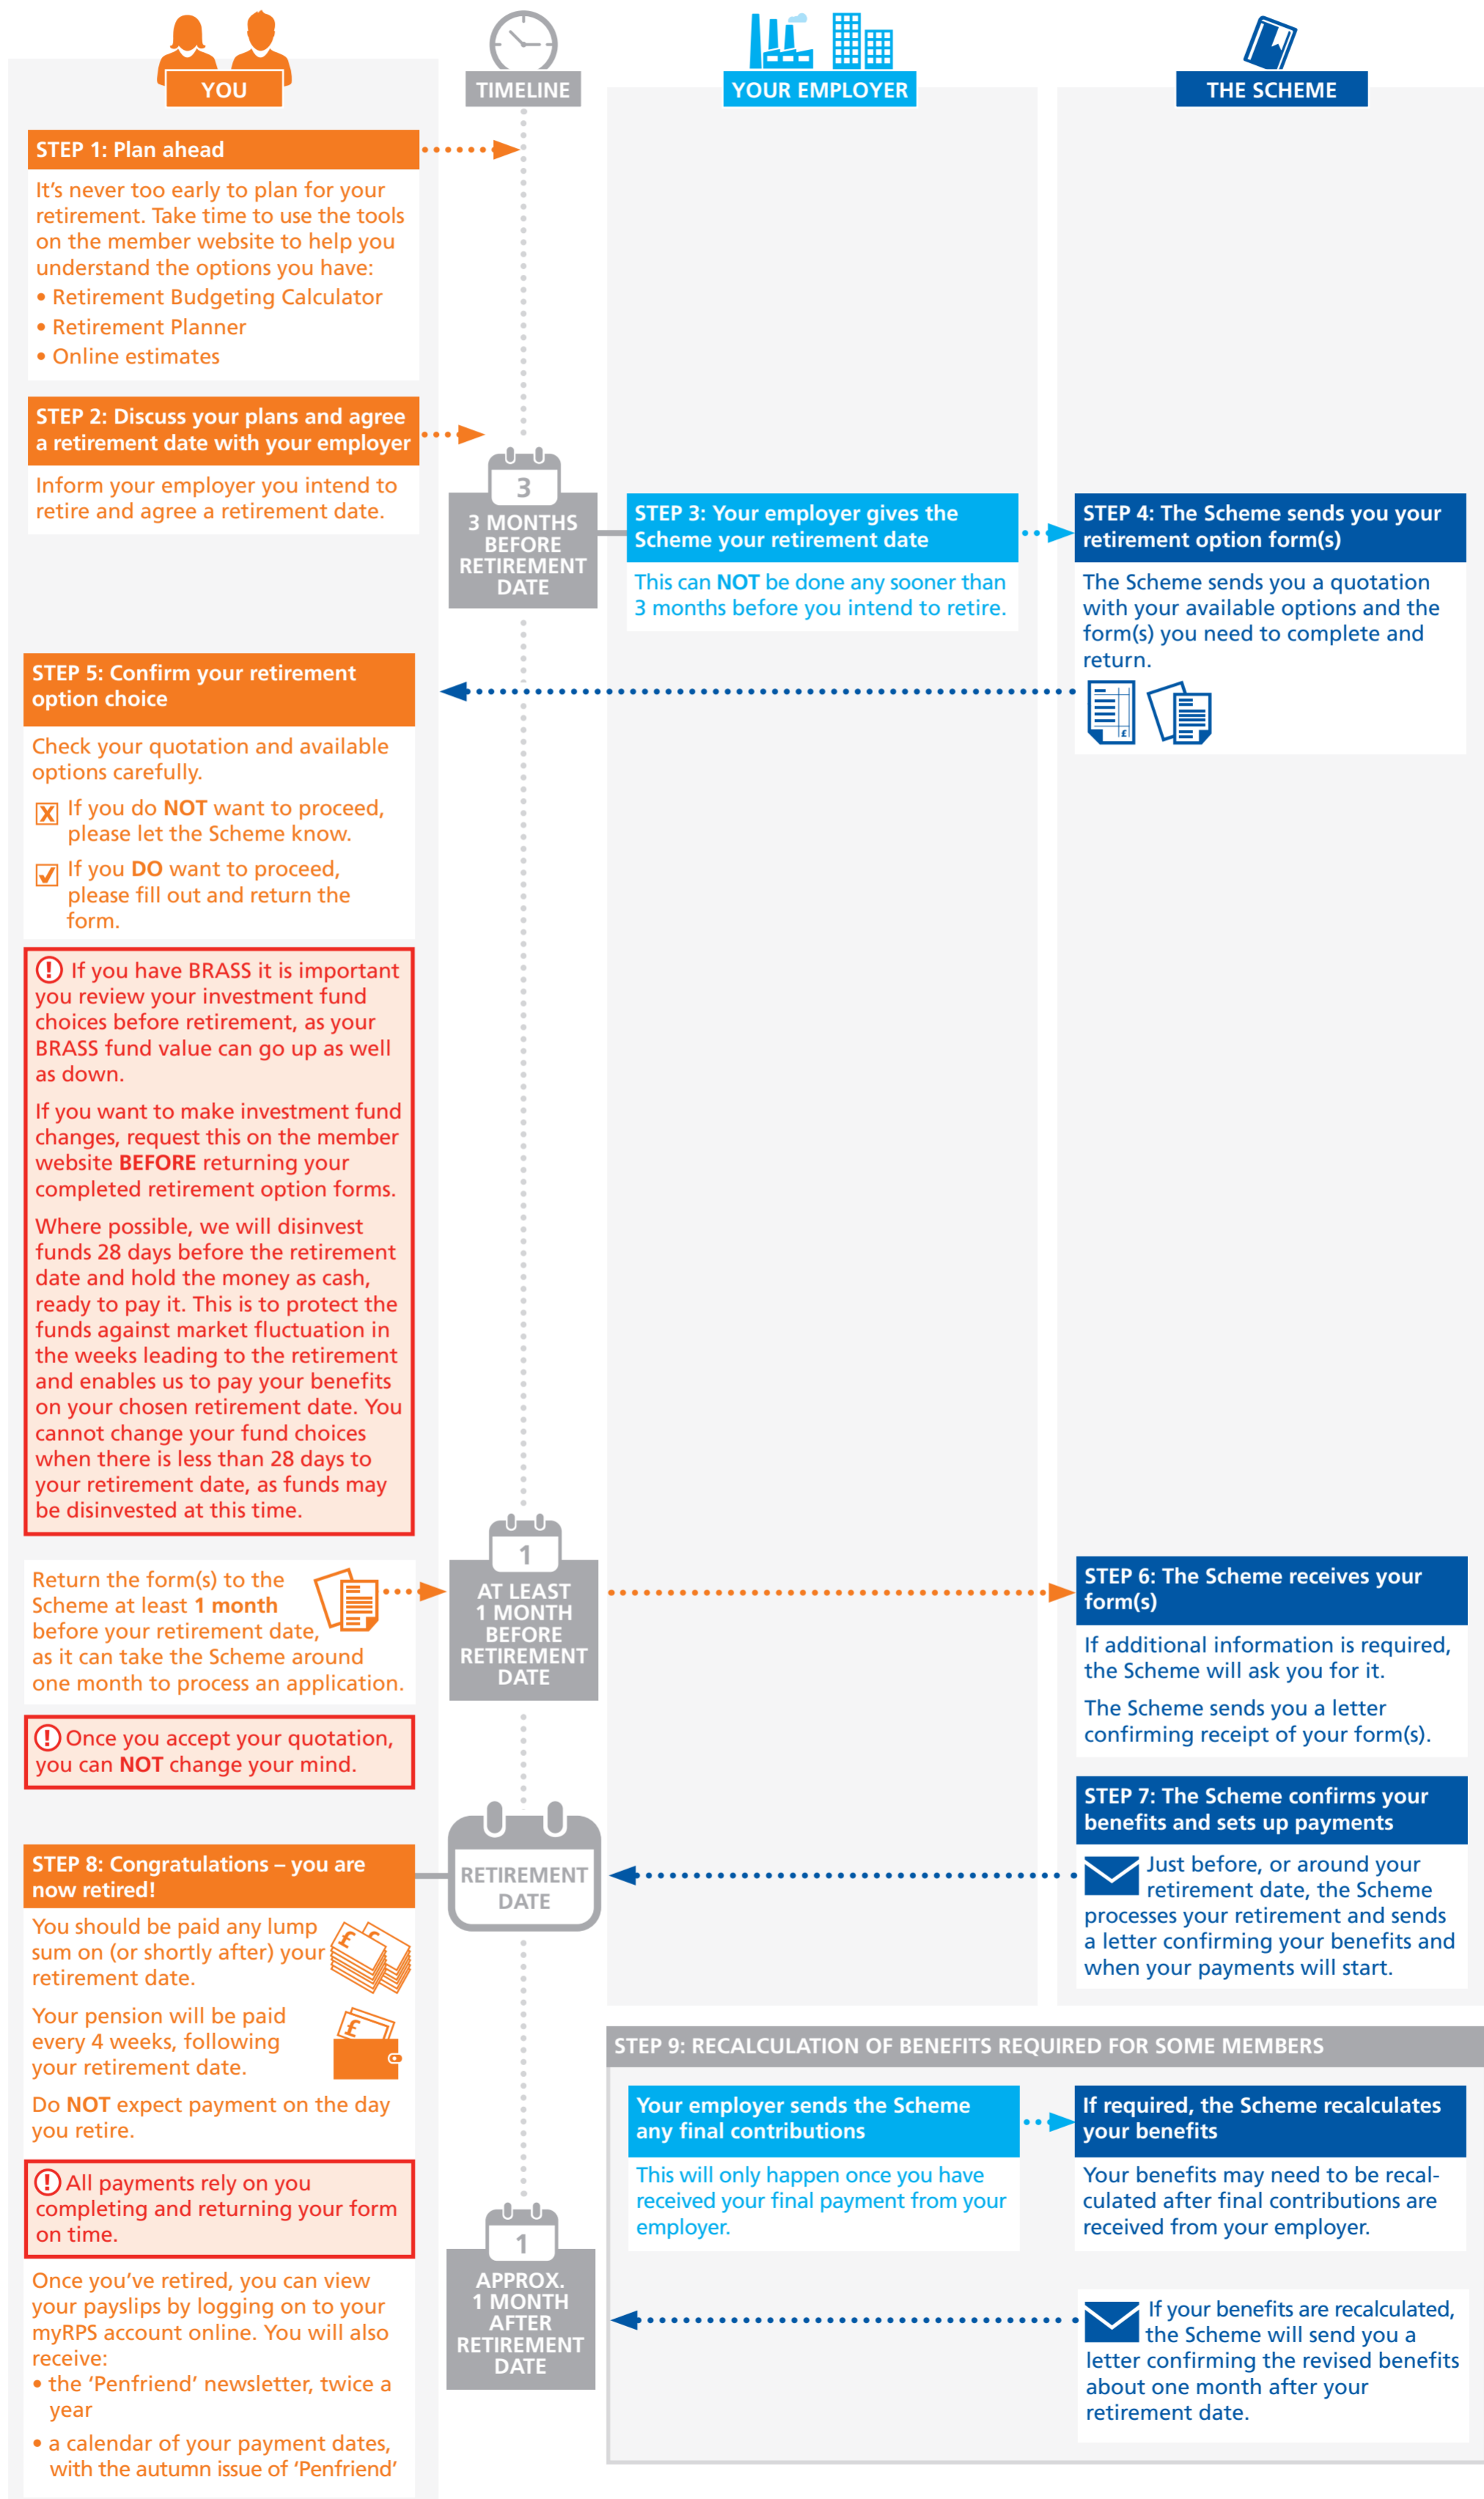 YOU
TIMELINE
YOUR EMPLOYER
THE SCHEME
STEP 1: Plan ahead
It's never too early to plan for your
retirement. Take time to use the tools
on the member website to help you
understand the options you have:
• Retirement Budgeting Calculator
• Retirement Planner
• Online estimates
STEP 2: Discuss your plans and agree
a retirement date with your employer
Inform your employer you intend to
retire and agree a retirement date.
3
3 MONTHS
BEFORE
RETIREMENT
DATE
STEP 3: Your employer gives the
Scheme your retirement date
This can NOT be done any sooner than
3 months before you intend to retire.
STEP 4: The Scheme sends you your
retirement option form(s)
The Scheme sends you a quotation
with your available options and the
form(s) you need to complete and
return.
£
STEP 5: Confirm your retirement
option choice
Check your quotation and available
options carefully.
X If you do NOT want to proceed,
please let the Scheme know.
✓ If you DO want to proceed,
please fill out and return the
form.
! If you have BRASS it is important
you review your investment fund
choices before retirement, as your
BRASS fund value can go up as well
as down.
If you want to make investment fund
changes, request this on the member
website BEFORE returning your
completed retirement option forms.
Where possible, we will disinvest
funds 28 days before the retirement
date and hold the money as cash,
ready to pay it. This is to protect the
funds against market fluctuation in
the weeks leading to the retirement
and enables us to pay your benefits
on your chosen retirement date. You
cannot change your fund choices
when there is less than 28 days to
your retirement date, as funds may
be disinvested at this time.
Return the form(s) to the
Scheme at least 1 month
before your retirement date,
as it can take the Scheme around
one month to process an application.
1
AT LEAST
1 MONTH
BEFORE
RETIREMENT
DATE
STEP 6: The Scheme receives your
form(s)
If additional information is required,
the Scheme will ask you for it.
The Scheme sends you a letter
confirming receipt of your form(s).
! Once you accept your quotation,
you can NOT change your mind.
STEP 7: The Scheme confirms your
benefits and sets up payments
Just before, or around your
retirement date, the Scheme
processes your retirement and sends
a letter confirming your benefits and
when your payments will start.
RETIREMENT
DATE
STEP 8: Congratulations – you are
now retired!
You should be paid any lump
sum on (or shortly after) your
retirement date.
£ £
Your pension will be paid
every 4 weeks, following
your retirement date.
£
Do NOT expect payment on the day
you retire.
! All payments rely on you
completing and returning your form
on time.
Once you've retired, you can view
your payslips by logging on to your
myRPS account online. You will also
receive:
• the ‘Penfriend’ newsletter, twice a
year
• a calendar of your payment dates,
with the autumn issue of ‘Penfriend’
STEP 9: RECALCULATION OF BENEFITS REQUIRED FOR SOME MEMBERS
Your employer sends the Scheme
any final contributions
This will only happen once you have
received your final payment from your
employer.
If required, the Scheme recalculates
your benefits
Your benefits may need to be recal-
culated after final contributions are
received from your employer.
1
APPROX.
1 MONTH
AFTER
RETIREMENT
DATE
If your benefits are recalculated,
the Scheme will send you a
letter confirming the revised benefits
about one month after your
retirement date.